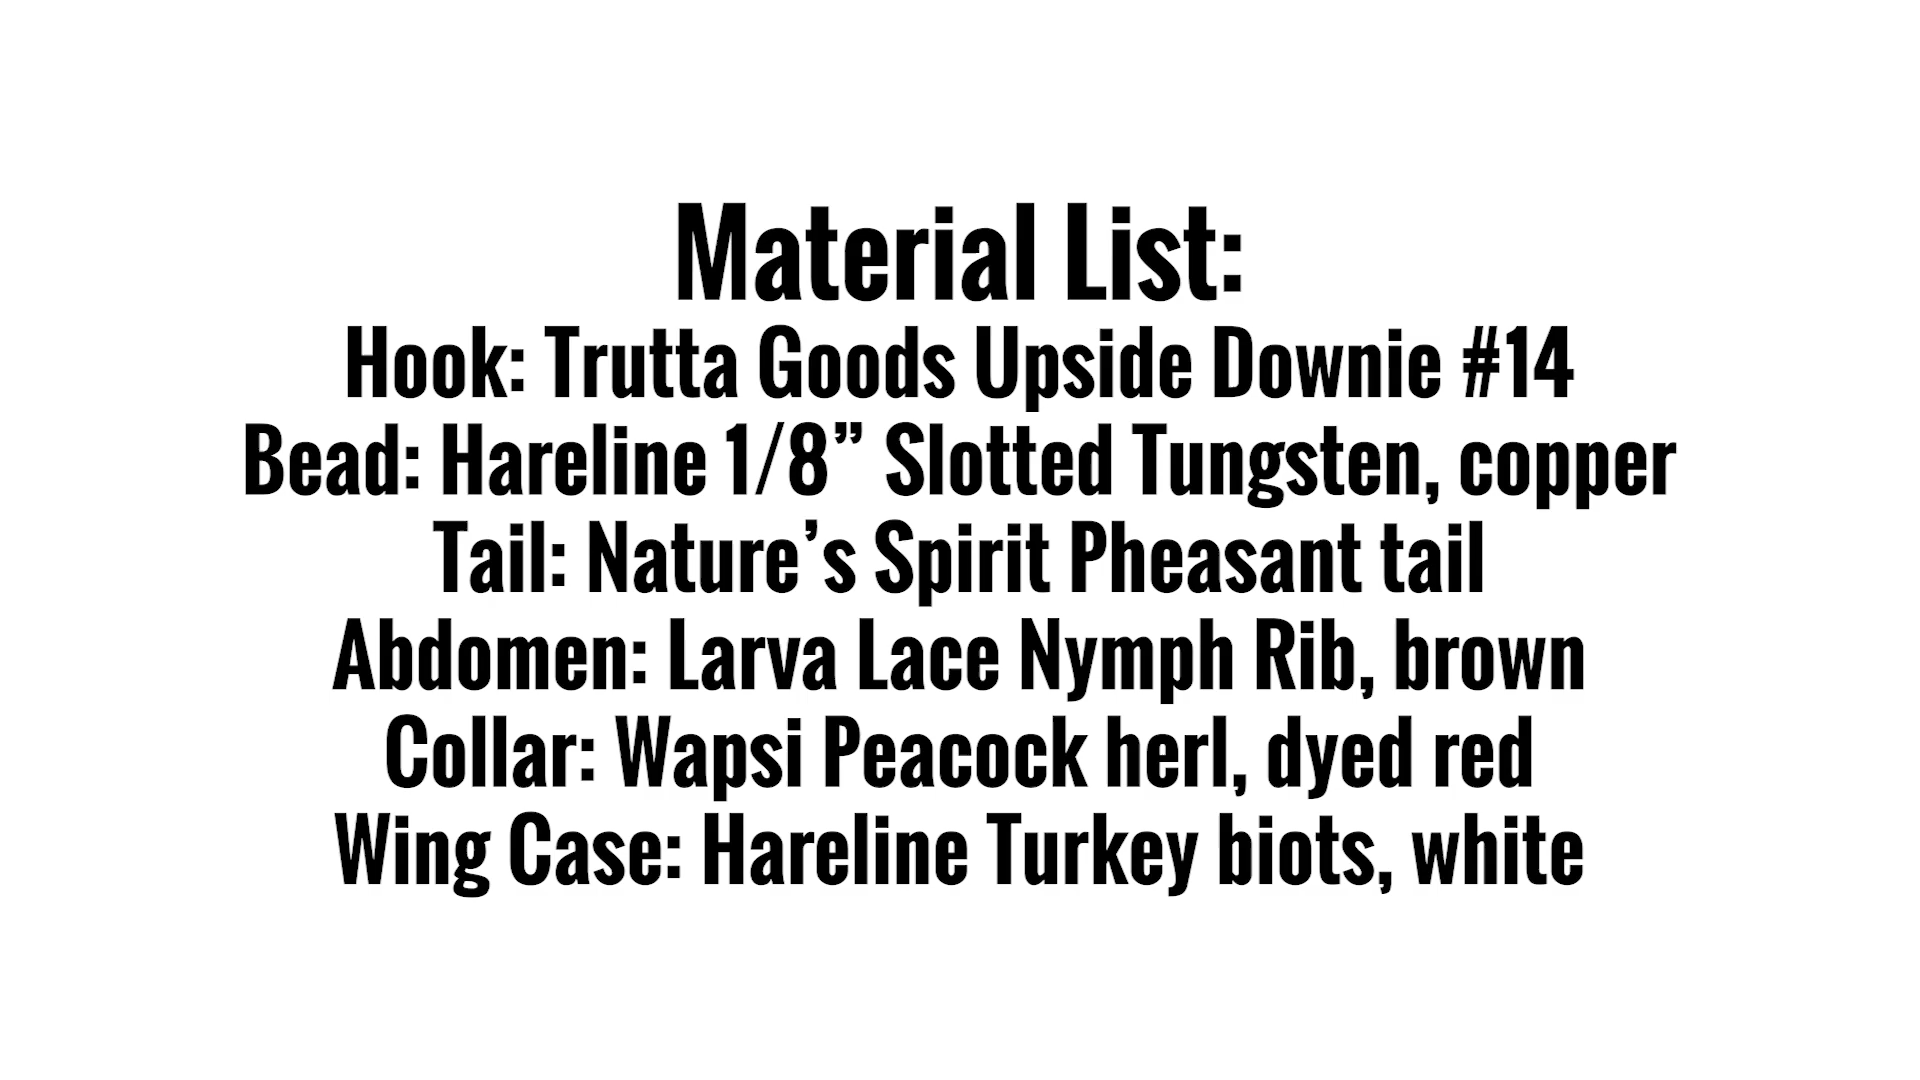 Material List:
Hook: Trutta Goods Upside Downie #14
Bead: Hareline 1/8” Slotted Tungsten, copper
Tail: Nature’s Spirit Pheasant tail
Abdomen: Larva Lace Nymph Rib, brown
Collar: Wapsi Peacock herl, dyed red
Wing Case: Hareline Turkey biots, white